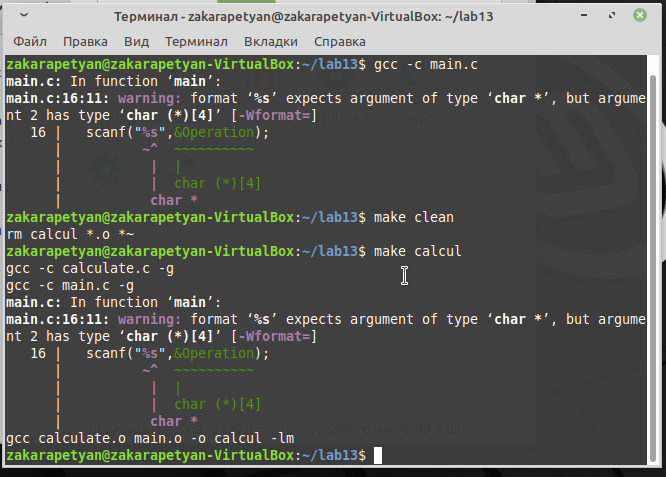 Терминал - zakarapetyan@zakarapetyan-VirtualBox: ~/lab13
Файл Правка Вид Терминал Вкладки Справка
zakarapetyan@zakarapetyan-VirtualBox:~/lab13$ gcc -c main.c
main.c: In function ‘main’:
main.c:16:11: warning: format ‘%s’ expects argument of type ‘char *’, but argume
nt 2 has type ‘char (*)[4]’ [-Wformat=]
   16 |   scanf("%s",&Operation);
      |          ~^  ~~~~~~~~~~
      |           |  |
      |           |  char (*)[4]
      |           char *
zakarapetyan@zakarapetyan-VirtualBox:~/lab13$ make clean
rm calcul *.o *~
zakarapetyan@zakarapetyan-VirtualBox:~/lab13$ make calcul
gcc -c calculate.c -g
gcc -c main.c -g
main.c: In function ‘main’:
main.c:16:11: warning: format ‘%s’ expects argument of type ‘char *’, but argume
nt 2 has type ‘char (*)[4]’ [-Wformat=]
   16 |   scanf("%s",&Operation);
      |          ~^  ~~~~~~~~~~
      |           |  |
      |           |  char (*)[4]
      |           char *
gcc calculate.o main.o -o calcul -lm
zakarapetyan@zakarapetyan-VirtualBox:~/lab13$